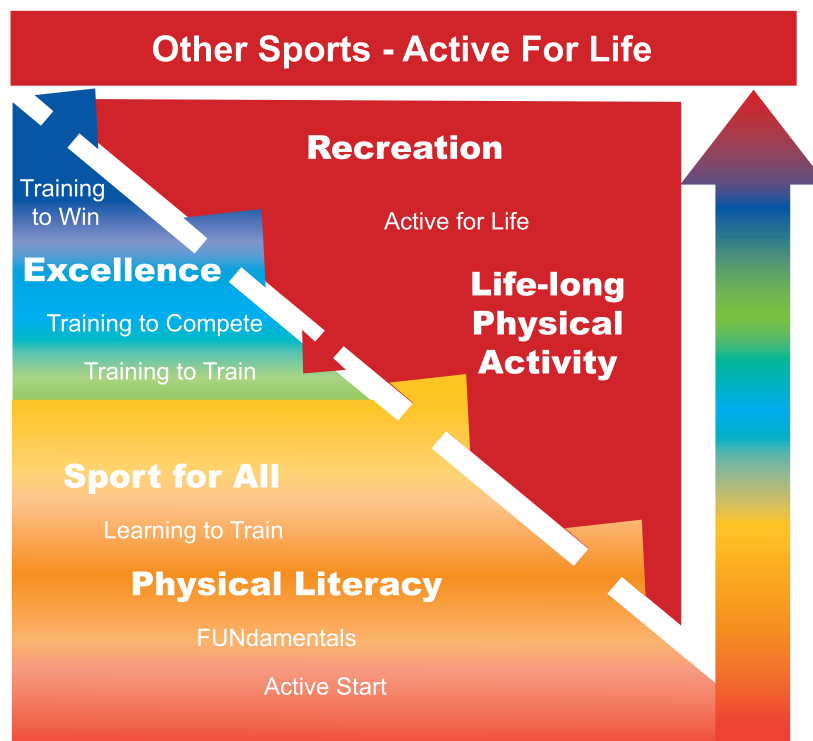 Other Sports - Active For Life
Recreation
Training
to Win
Active for Life
Excellence
Life-long
Physical
Activity
Training to Compete
Training to Train
Sport for All
Learning to Train
Physical Literacy
FUNdamentals
Active Start